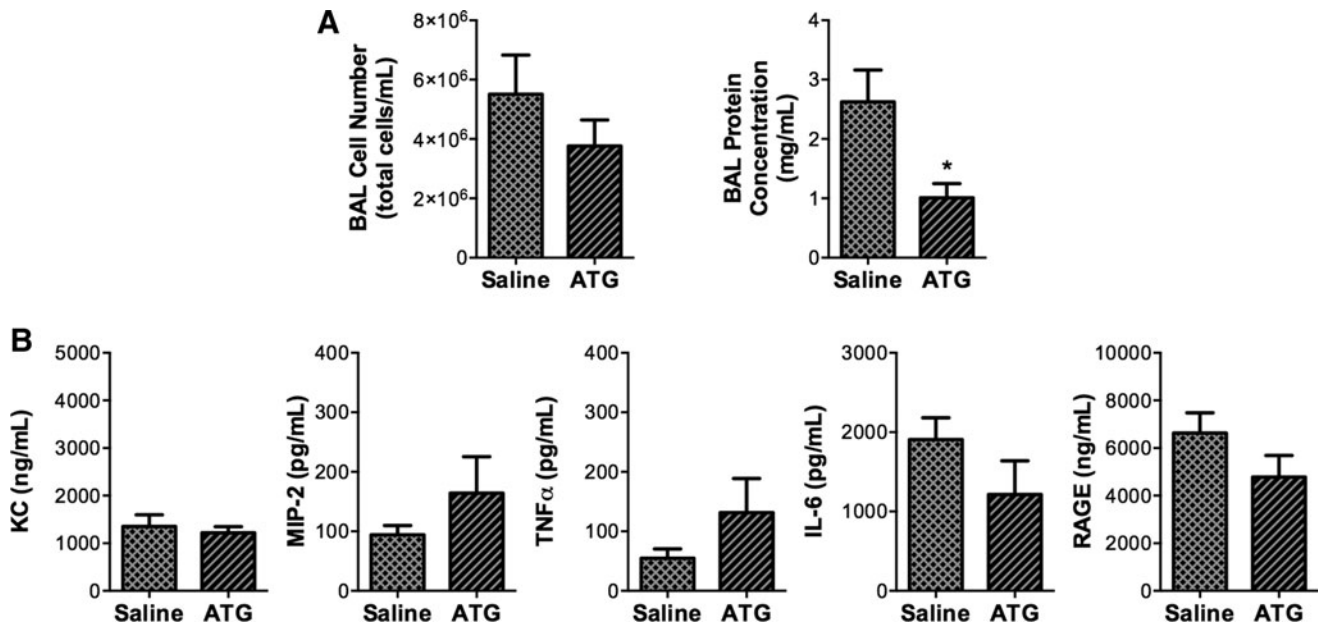 A
BAL Cell Number
(total cells/mL)
8×10⁶
6×10⁶
4×10⁶
2×10⁶
0
Saline ATG
BAL Protein
Concentration
(mg/mL)
4
3
2
1
0
*
Saline ATG
B
KC (ng/mL)
5000
4000
3000
2000
1000
0
Saline ATG
MIP-2 (pg/mL)
400
300
200
100
0
Saline ATG
TNFα (pg/mL)
400
300
200
100
0
Saline ATG
IL-6 (pg/mL)
3000
2000
1000
0
Saline ATG
RAGE (ng/mL)
10000
8000
6000
4000
2000
0
Saline ATG